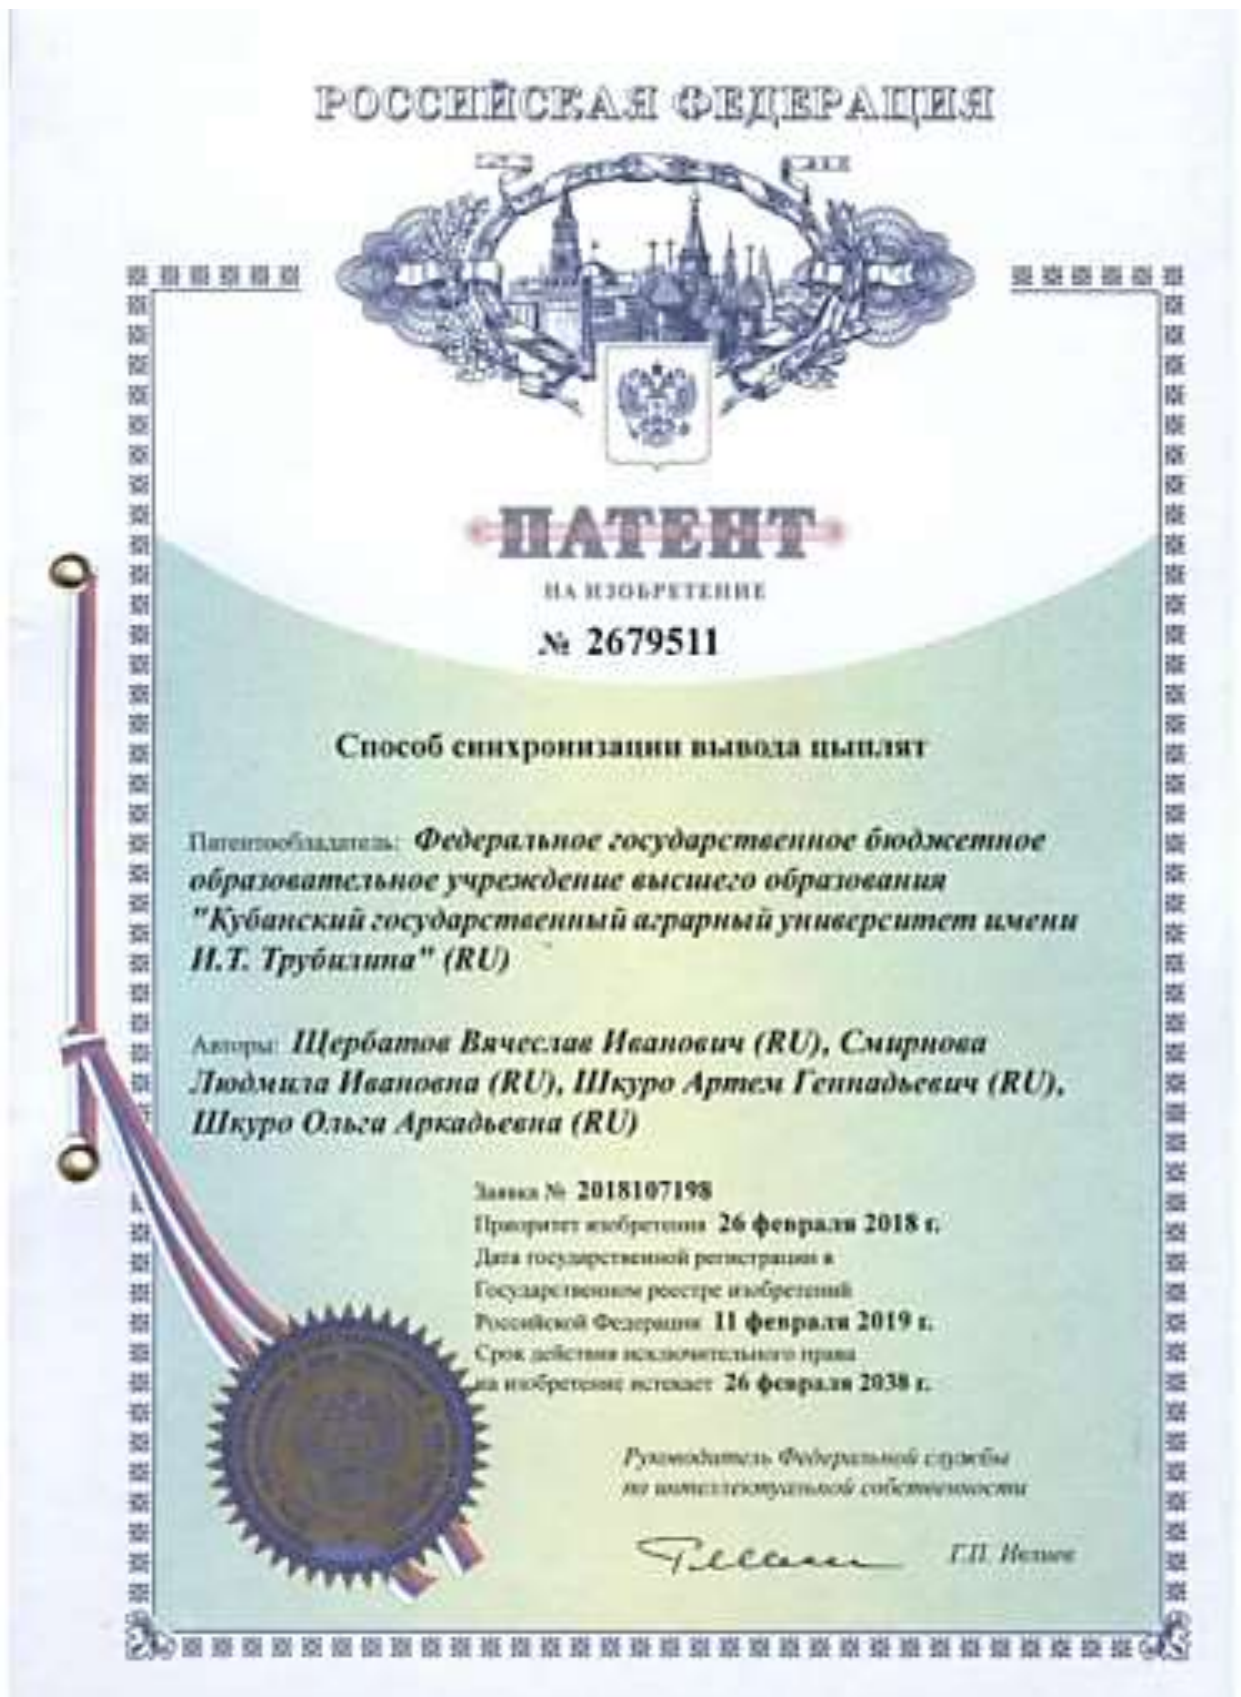 РОССИЙСКАЯ ФЕДЕРАЦИЯ
ПАТЕНТ
НА ИЗОБРЕТЕНИЕ
№ 2679511
Способ синхронизации вывода цыплят
Патентообладатель: Федеральное государственное бюджетное
образовательное учреждение высшего образования
"Кубанский государственный аграрный университет имени
И.Т. Трубилина" (RU)
Авторы: Щербатов Вячеслав Иванович (RU), Смирнова
Людмила Ивановна (RU), Шкуро Артем Геннадьевич (RU),
Шкуро Ольга Аркадьевна (RU)
Заявка № 2018107198
Приоритет изобретения 26 февраля 2018 г.
Дата государственной регистрации в
Государственном реестре изобретений
Российской Федерации 11 февраля 2019 г.
Срок действия исключительного права
на изобретение истекает 26 февраля 2038 г.
Руководитель Федеральной службы
по интеллектуальной собственности
Г.П. Ивлиев